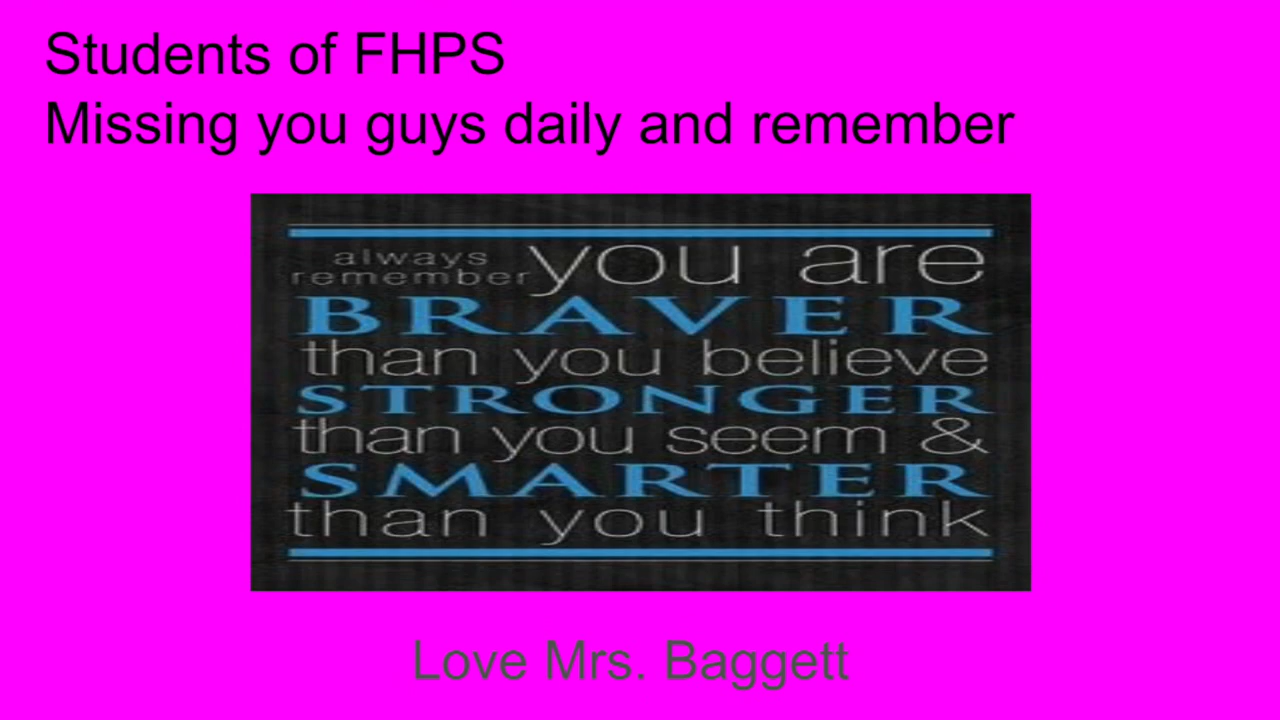 Students of FHPS
Missing you guys daily and remember
always
remember you are
BRAVER
than you believe
STRONGER
than you seem &
SMARTER
than you think
Love Mrs. Baggett